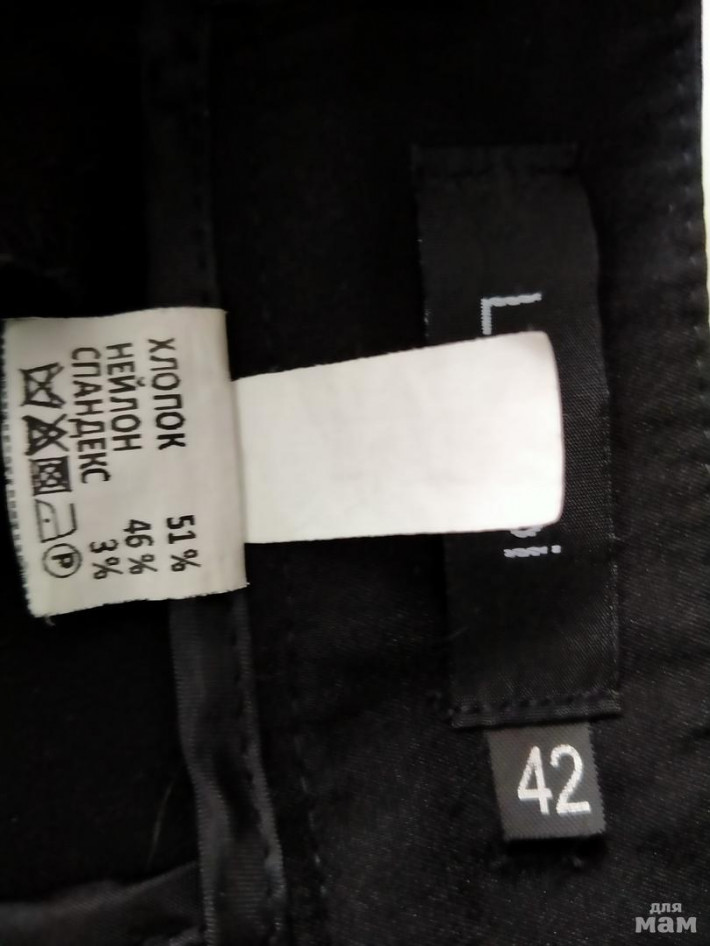 ХЛОПОК 51%
НЕЙЛОН 46%
СПАНДЕКС 3%
P
42
для
мам